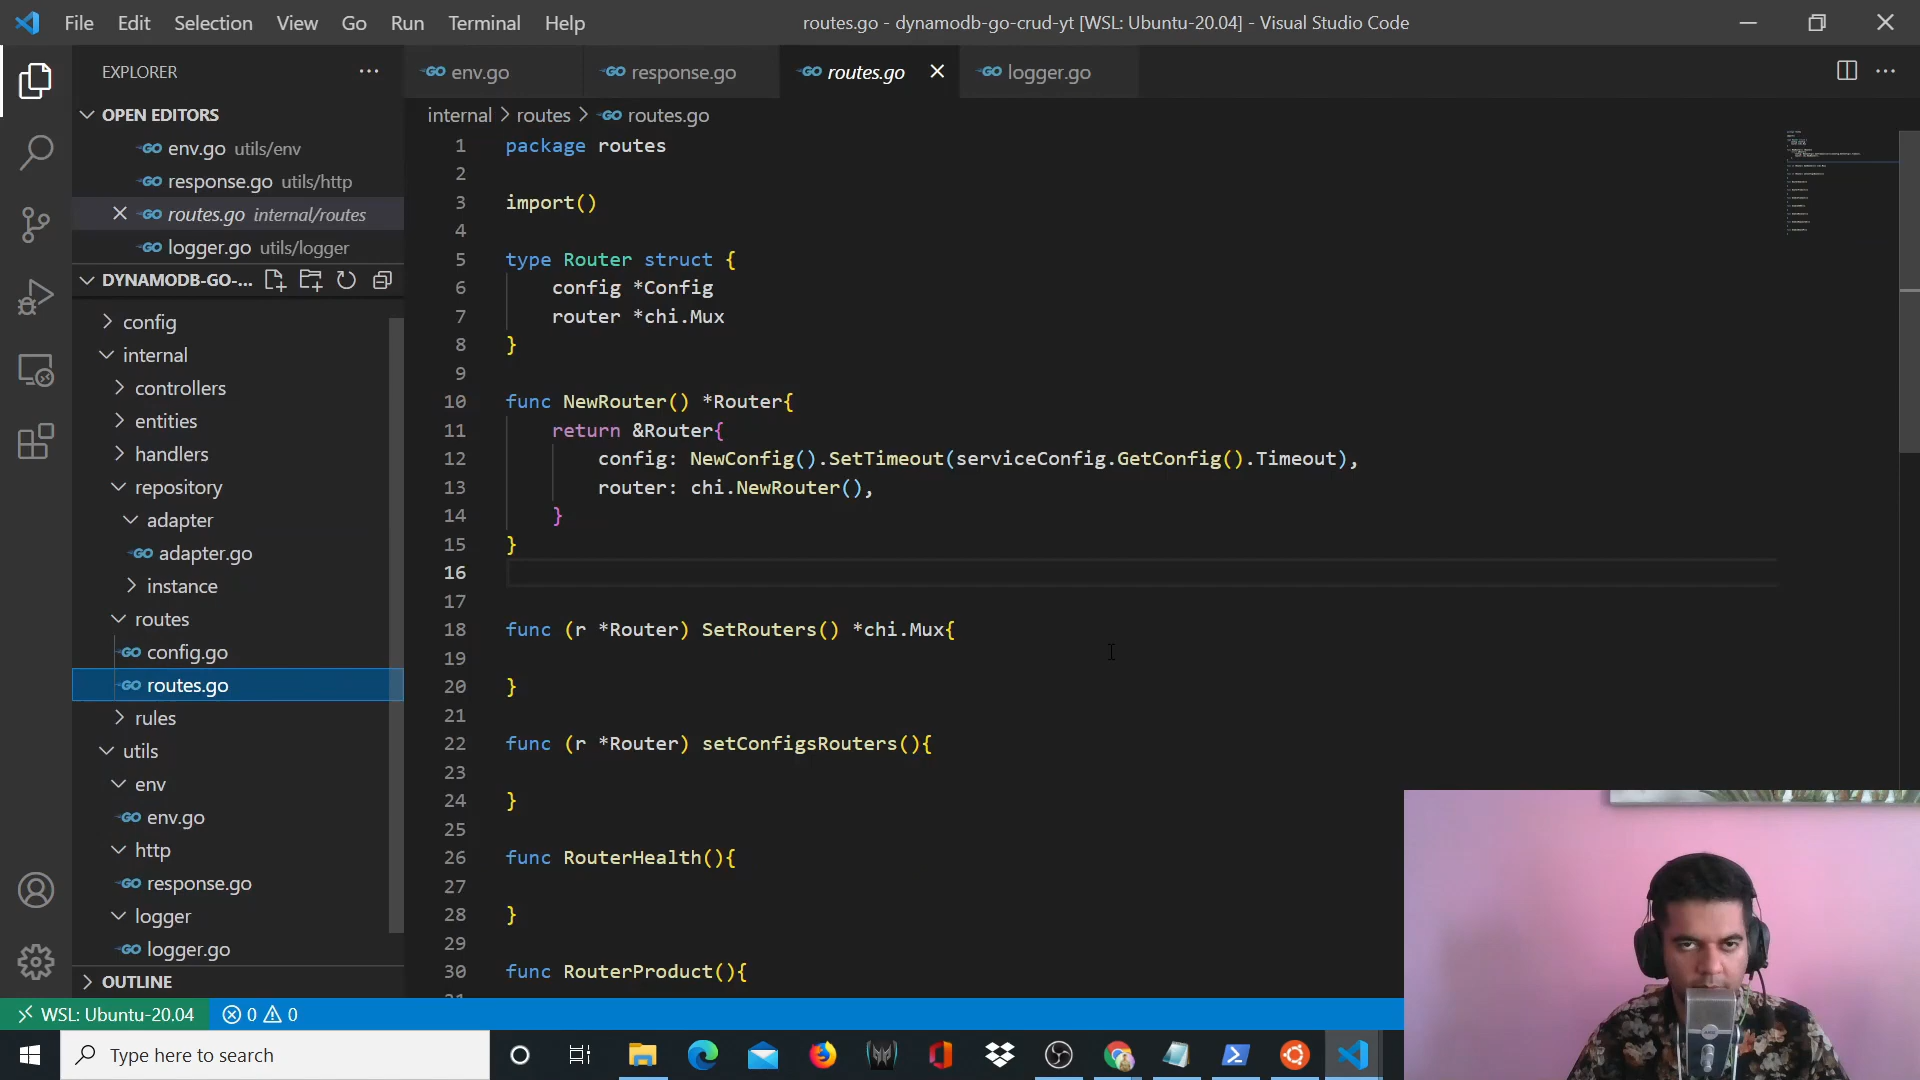 File Edit Selection View Go Run Terminal Help
routes.go - dynamodb-go-crud-yt [WSL: Ubuntu-20.04] - Visual Studio Code
EXPLORER
OPEN EDITORS
env.go utils/env
response.go utils/http
routes.go internal/routes
logger.go utils/logger
DYNAMODB-GO-...
config
internal
controllers
entities
handlers
repository
adapter
adapter.go
instance
routes
config.go
routes.go
rules
utils
env
env.go
http
response.go
logger
logger.go
OUTLINE
env.go response.go routes.go logger.go
internal > routes > routes.go
1 package routes
2
3 import()
4
5 type Router struct {
6 config *Config
7 router *chi.Mux
8 }
9
10 func NewRouter() *Router{
11 return &Router{
12 config: NewConfig().SetTimeout(serviceConfig.GetConfig().Timeout),
13 router: chi.NewRouter(),
14 }
15 }
16
17
18 func (r *Router) SetRouters() *chi.Mux{
19
20 }
21
22 func (r *Router) setConfigsRouters(){
23
24 }
25
26 func RouterHealth(){
27
28 }
29
30 func RouterProduct(){
WSL: Ubuntu-20.04 0 0
Type here to search